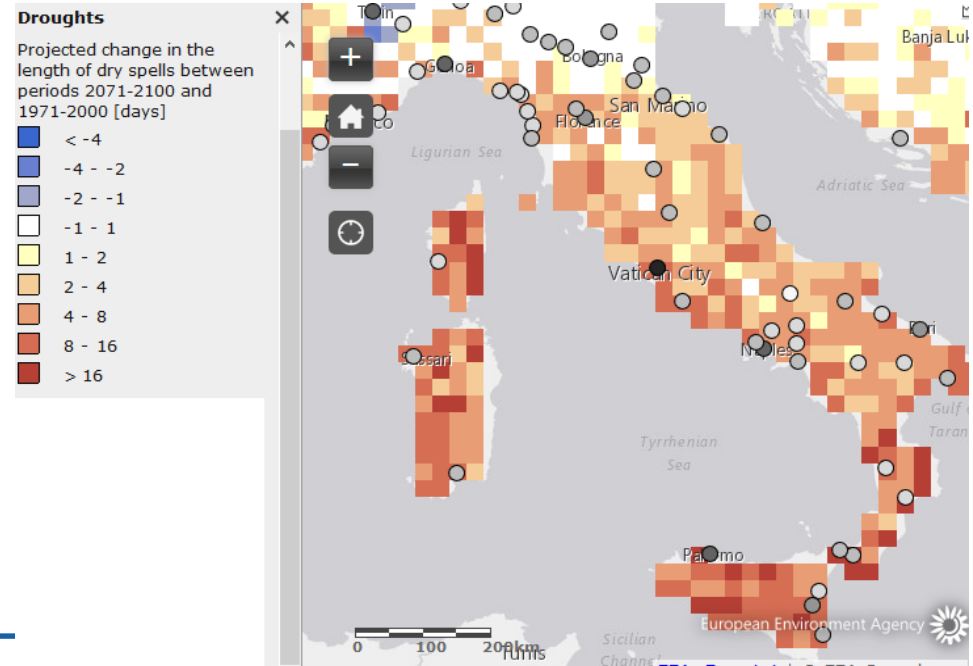 Droughts
Projected change in the
length of dry spells between
periods 2071-2100 and
1971-2000 [days]
< -4
-4 - -2
-2 - -1
-1 - 1
1 - 2
2 - 4
4 - 8
8 - 16
> 16
Banja Luk
Genoa
Bologna
San Marino
Florence
Ligurian Sea
Adriatic Sea
Vatican City
Bari
Naples
Sassari
Gulf
Taran
Tyrrhenian
Sea
Palermo
European Environment Agency
0 100 200kms
Tunis
Sicilian
Channel